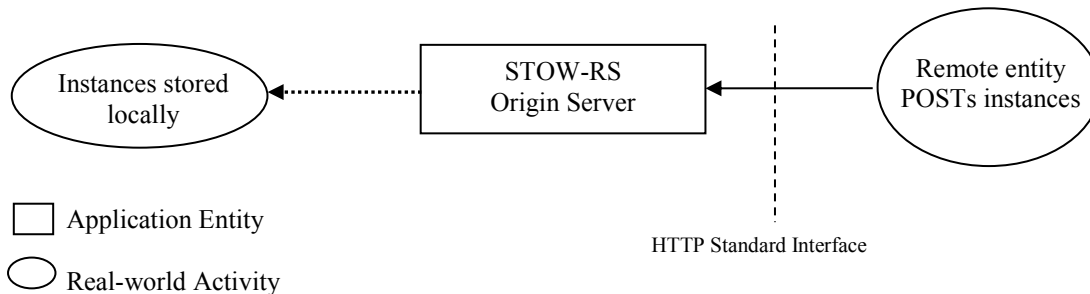 Instances stored
locally
STOW-RS
Origin Server
Remote entity
POSTs instances
HTTP Standard Interface
Application Entity
Real-world Activity